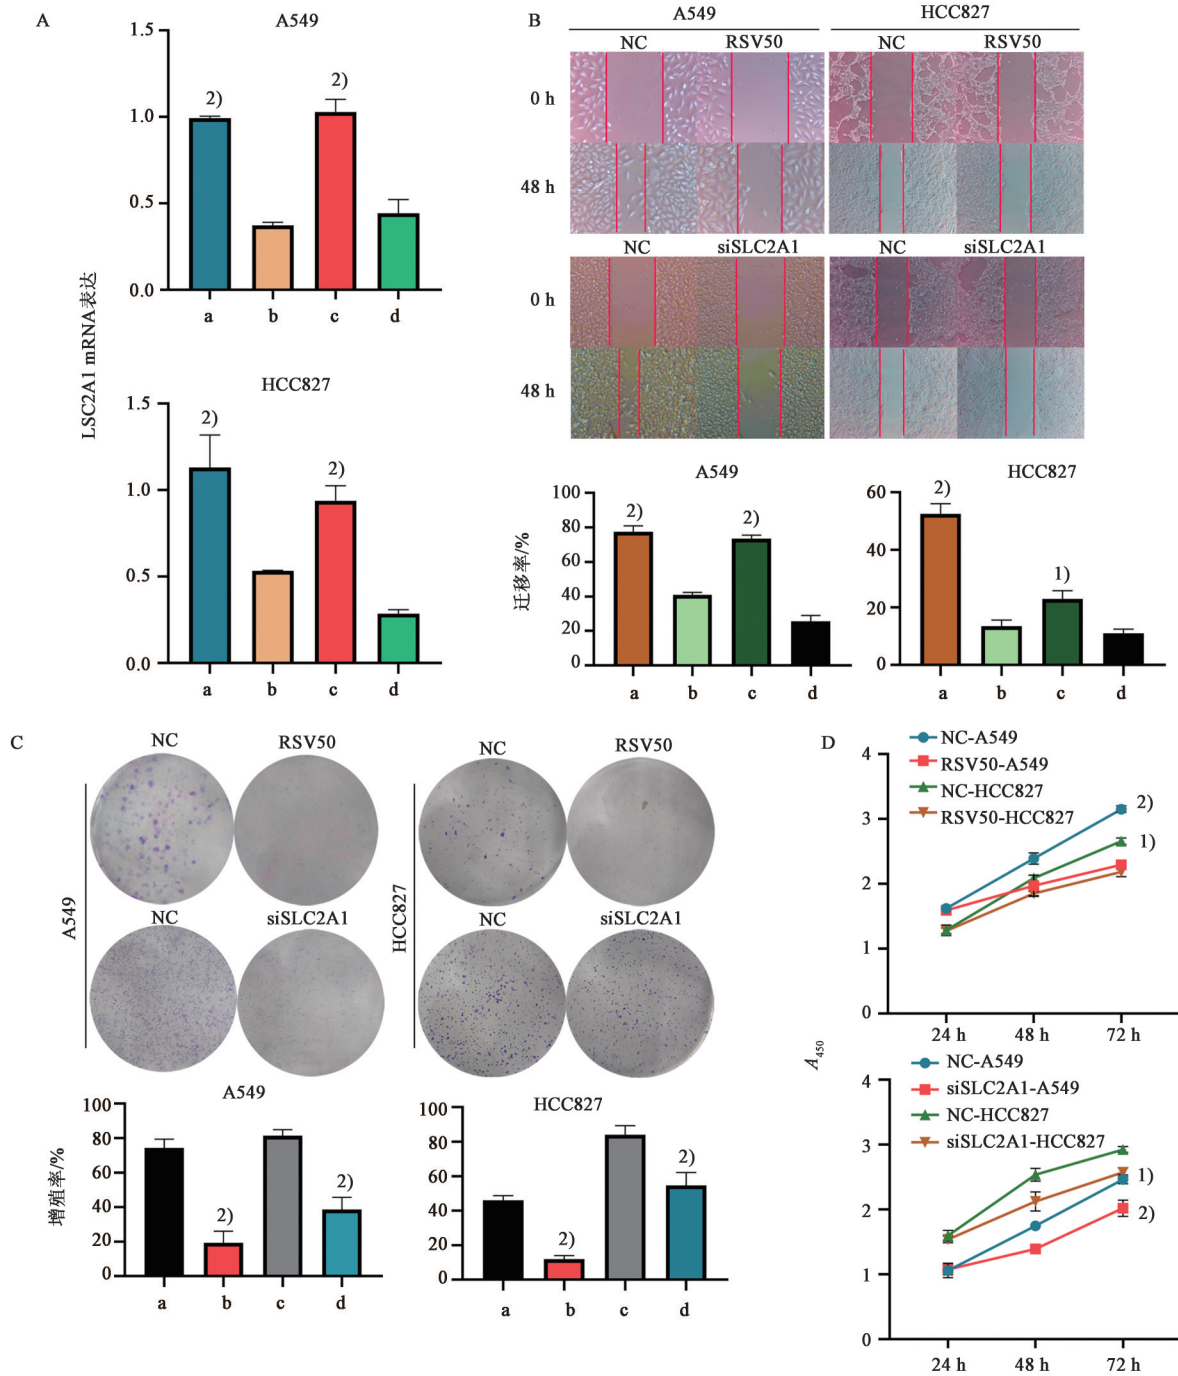 A
A549
1.5
2)
2)
1.0
0.5
0.0
a b c d
LSC2A1 mRNA表达
HCC827
1.5
2)
2)
1.0
0.5
0.0
a b c d
B
A549 HCC827
NC RSV50 NC RSV50
0 h
48 h
NC siSLC2A1 NC siSLC2A1
0 h
48 h
A549
迁移率/%
100
80
60
40
20
0
2)
2)
a b c d
HCC827
60
40
20
0
2)
1)
a b c d
C
NC RSV50 NC RSV50
A549
HCC827
NC siSLC2A1 NC siSLC2A1
A549
增殖率/%
100
80
60
40
20
0
2)
2)
a b c d
HCC827
100
80
60
40
20
0
2)
2)
a b c d
D
NC-A549
RSV50-A549
NC-HCC827
RSV50-HCC827
4
3
2
1
0
2)
1)
24 h 48 h 72 h
A450
NC-A549
siSLC2A1-A549
NC-HCC827
siSLC2A1-HCC827
4
3
2
1
0
1)
2)
24 h 48 h 72 h